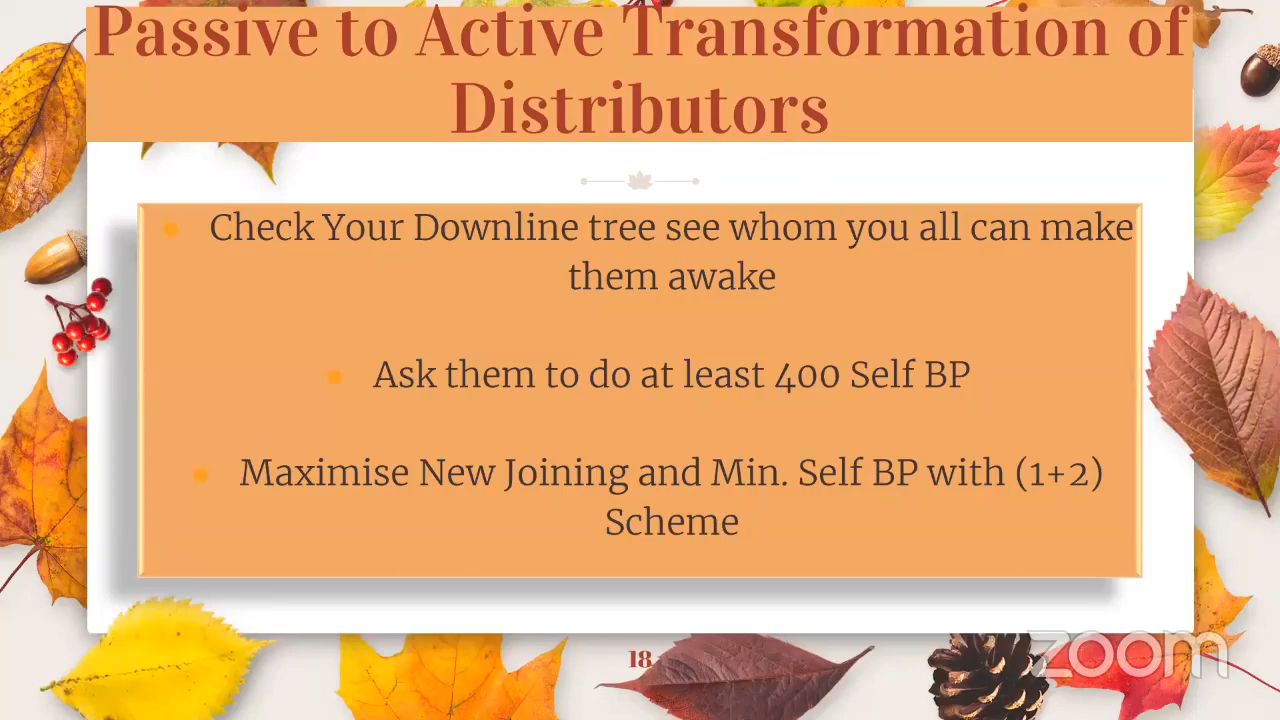 Passive to Active Transformation of
Distributors
Check Your Downline tree see whom you all can make
them awake
Ask them to do at least 400 Self BP
Maximise New Joining and Min. Self BP with (1+2)
Scheme
18
zoom